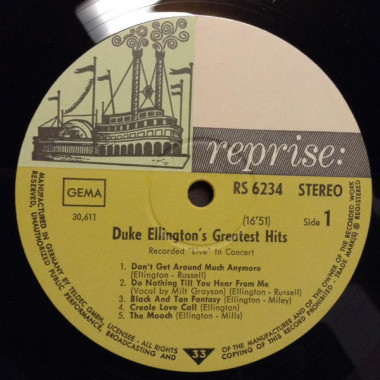 reprise:
GEMA
RS 6234 STEREO
30,611
(16'51)
Side 1
Duke Ellington's Greatest Hits
Recorded "Live" In Concert
1. Don't Get Around Much Anymore
(Ellington - Russell)
2. Do Nothing Till You Hear From Me
(Vocal by Milt Grayson) (Ellington - Russell)
3. Black And Tan Fantasy (Ellington - Miley)
4. Creole Love Call (Ellington)
5. The Mooch (Ellington - Mills)
33
MANUFACTURED IN GERMANY BY TELDEC GMBH, LICENSEE - ALL RIGHTS
RESERVED, UNAUTHORIZED PUBLIC PERFORMANCE, BROADCASTING AND
OF THE MANUFACTURER AND OF THE OWNER OF THE RECORDED WORK
COPYING OF THIS RECORD PROHIBITED - TRADE MARK(S) REGISTERED